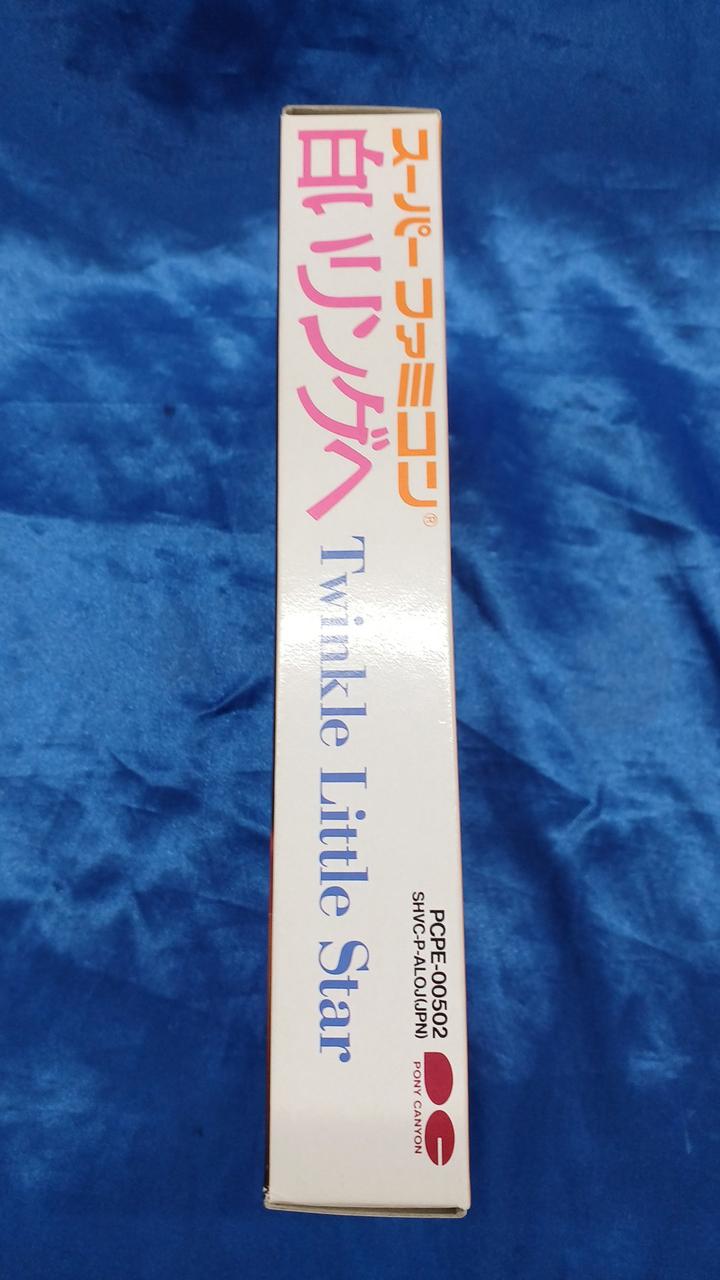 スーパーファミコン®
白いリングへ
Twinkle Little Star
PCPE-00502
SHVC-P-ALOJ(JPN)
PONY CANYON